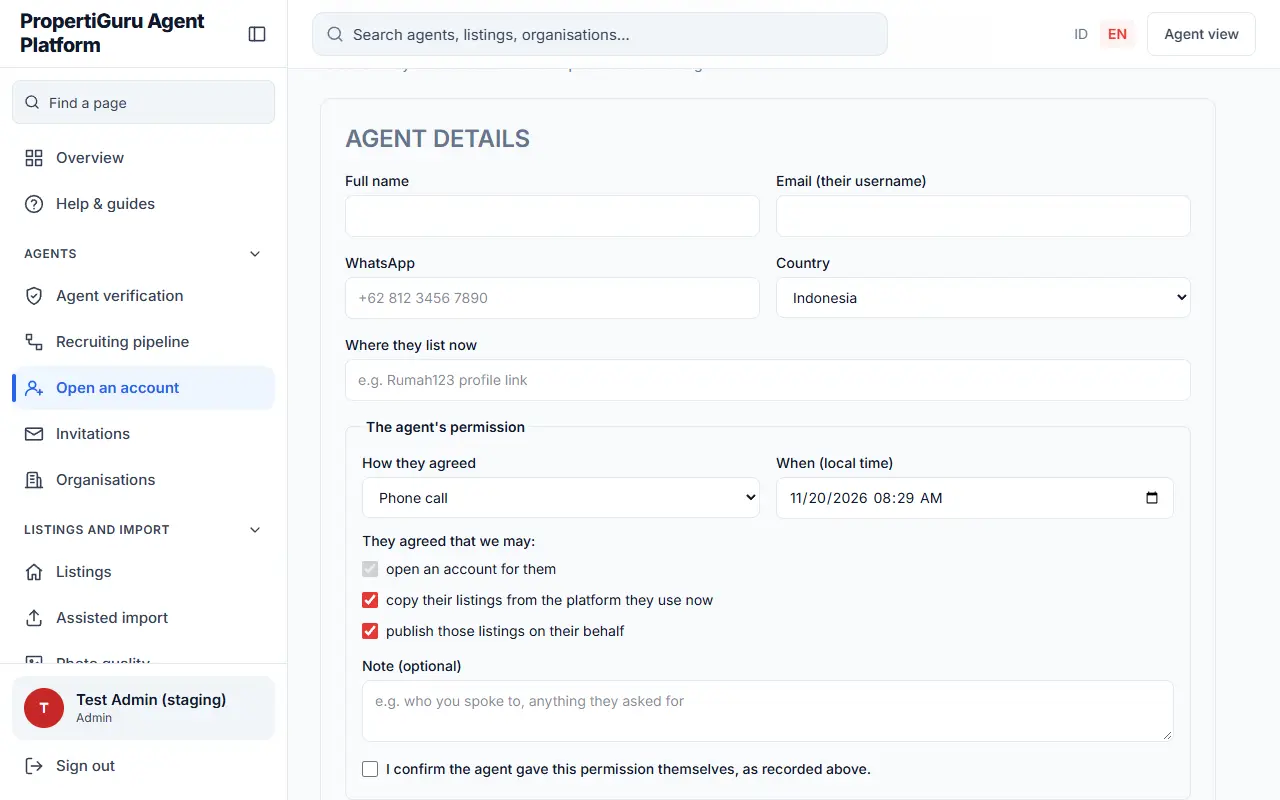 PropertiGuru Agent
Platform
Search agents, listings, organisations...
ID
EN
Agent view
Find a page
Overview
Help & guides
AGENTS
Agent verification
Recruiting pipeline
Open an account
Invitations
Organisations
LISTINGS AND IMPORT
Listings
Assisted import
Photo quality
T
Test Admin (staging)
Admin
Sign out
AGENT DETAILS
Full name
Email (their username)
WhatsApp
Country
+62 812 3456 7890
Indonesia
Where they list now
e.g. Rumah123 profile link
The agent's permission
How they agreed
When (local time)
Phone call
11/20/2026 08:29 AM
They agreed that we may:
open an account for them
copy their listings from the platform they use now
publish those listings on their behalf
Note (optional)
e.g. who you spoke to, anything they asked for
I confirm the agent gave this permission themselves, as recorded above.